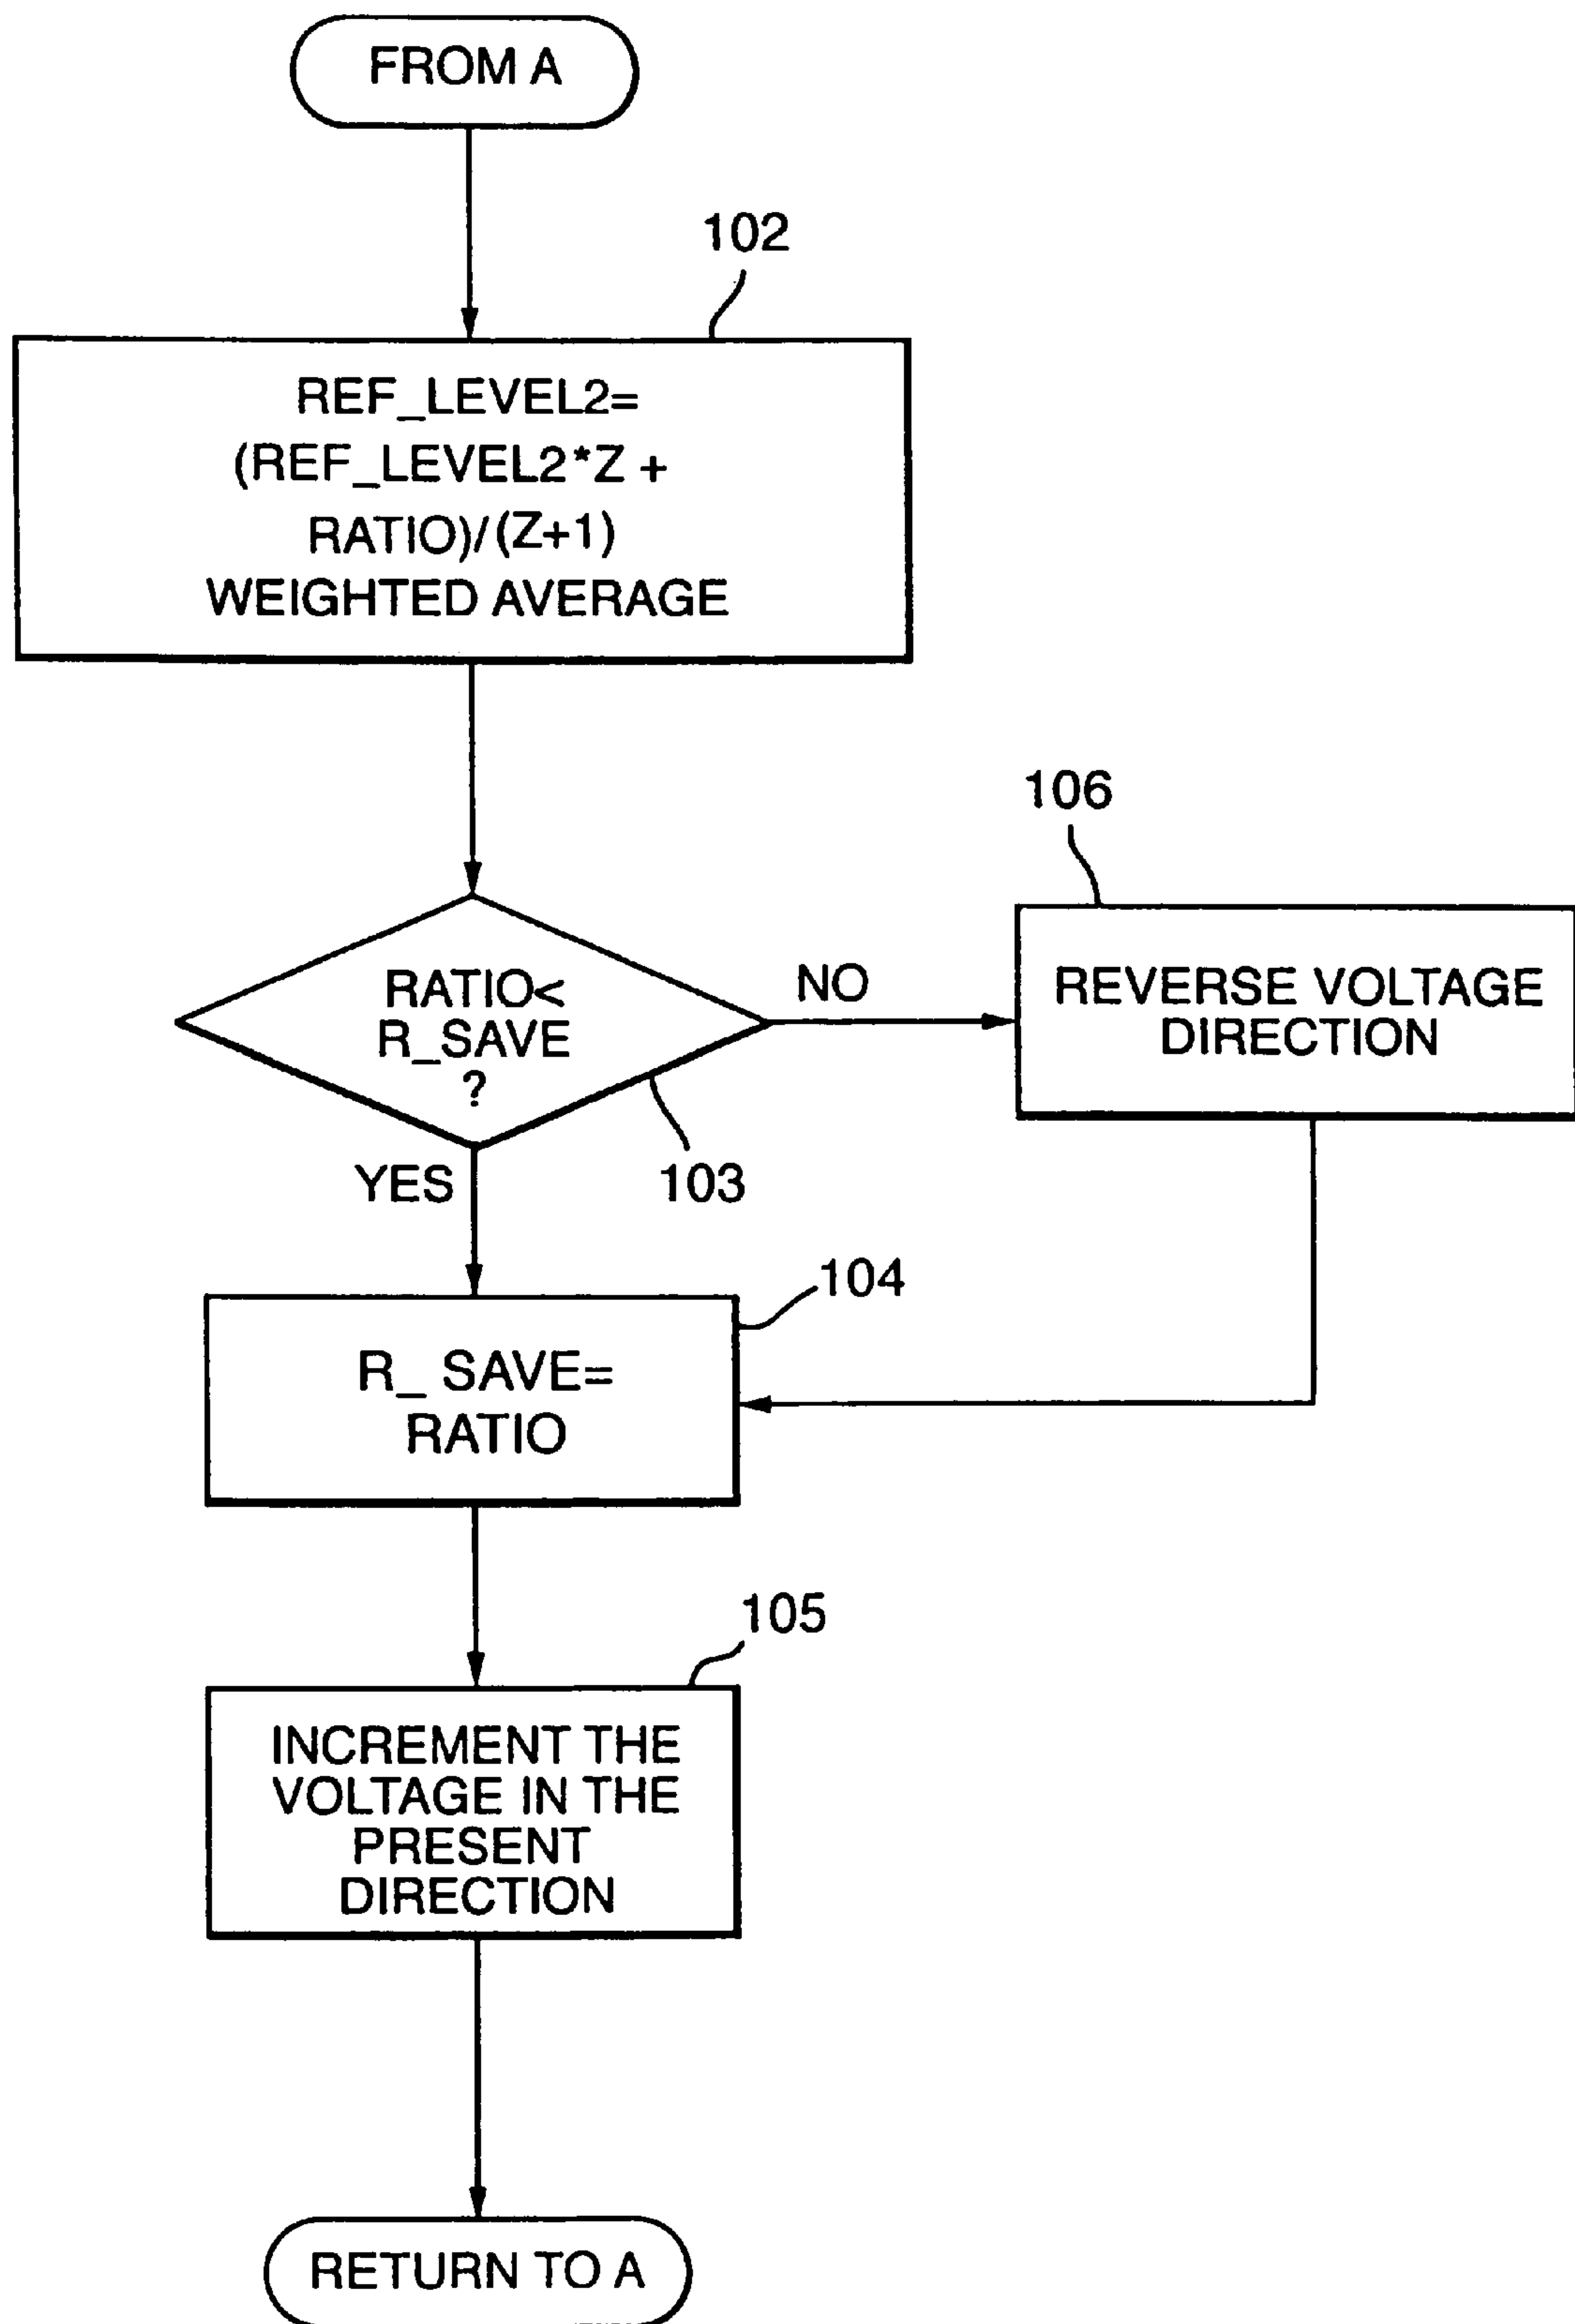 FROM A
102
REF_LEVEL2=
(REF_LEVEL2*Z +
RATIO)/(Z+1)
WEIGHTED AVERAGE
106
RATIO<
R_SAVE
?
NO
REVERSE VOLTAGE
DIRECTION
YES
103
104
R_ SAVE=
RATIO
105
INCREMENT THE
VOLTAGE IN THE
PRESENT
DIRECTION
RETURN TO A